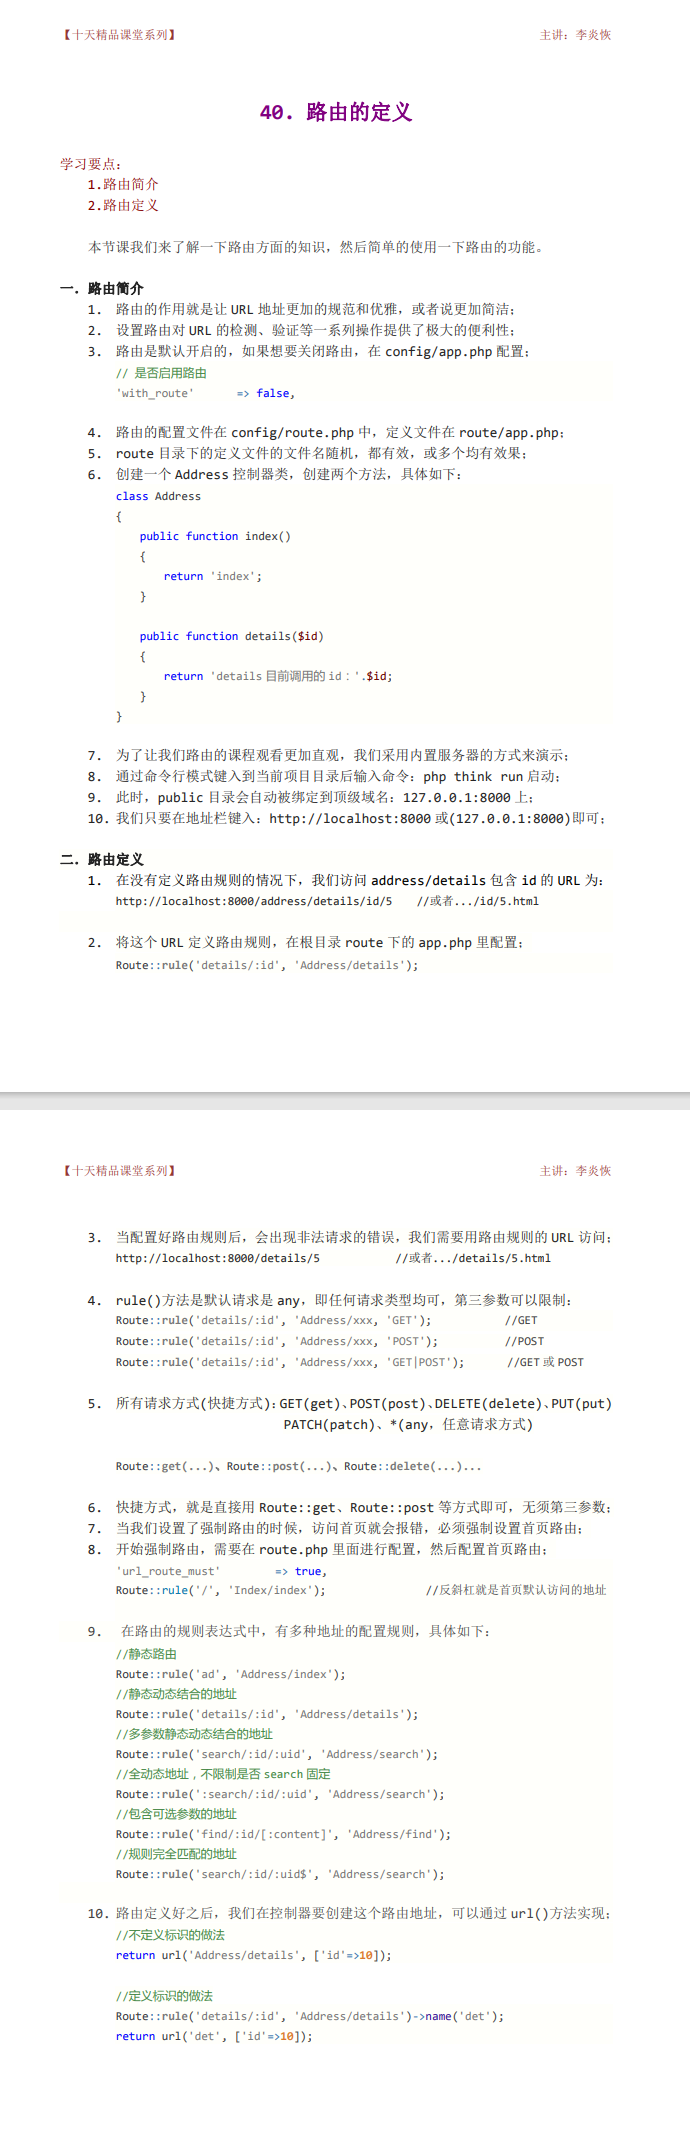 【十天精品课堂系列】 主讲：李炎恢
40. 路由的定义
学习要点：
1.路由简介
2.路由定义
本节课我们来了解一下路由方面的知识，然后简单的使用一下路由的功能。
一．路由简介
1. 路由的作用就是让 URL 地址更加的规范和优雅，或者说更加简洁；
2. 设置路由对 URL 的检测、验证等一系列操作提供了极大的便利性；
3. 路由是默认开启的，如果想要关闭路由，在 config/app.php 配置；
// 是否启用路由
'with_route' => false,
4. 路由的配置文件在 config/route.php 中，定义文件在 route/app.php；
5. route 目录下的定义文件的文件名随机，都有效，或多个均有效果；
6. 创建一个 Address 控制器类，创建两个方法，具体如下：
class Address
{
public function index()
{
return 'index';
}
public function details($id)
{
return 'details 目前调用的 id：'.$id;
}
}
7. 为了让我们路由的课程观看更加直观，我们采用内置服务器的方式来演示；
8. 通过命令行模式键入到当前项目目录后输入命令：php think run 启动；
9. 此时，public 目录会自动被绑定到顶级域名：127.0.0.1:8000 上；
10. 我们只要在地址栏键入：http://localhost:8000 或(127.0.0.1:8000)即可；
二．路由定义
1. 在没有定义路由规则的情况下，我们访问 address/details 包含 id 的 URL 为：
http://localhost:8000/address/details/id/5 //或者.../id/5.html
2. 将这个 URL 定义路由规则，在根目录 route 下的 app.php 里配置；
Route::rule('details/:id', 'Address/details');
【十天精品课堂系列】 主讲：李炎恢
3. 当配置好路由规则后，会出现非法请求的错误，我们需要用路由规则的 URL 访问；
http://localhost:8000/details/5 //或者.../details/5.html
4. rule()方法是默认请求是 any，即任何请求类型均可，第三参数可以限制：
Route::rule('details/:id', 'Address/xxx, 'GET'); //GET
Route::rule('details/:id', 'Address/xxx, 'POST'); //POST
Route::rule('details/:id', 'Address/xxx, 'GET|POST'); //GET 或 POST
5. 所有请求方式(快捷方式)：GET(get)、POST(post)、DELETE(delete)、PUT(put)
PATCH(patch)、*(any，任意请求方式)
Route::get(...)、Route::post(...)、Route::delete(...)...
6. 快捷方式，就是直接用 Route::get、Route::post 等方式即可，无须第三参数；
7. 当我们设置了强制路由的时候，访问首页就会报错，必须强制设置首页路由；
8. 开始强制路由，需要在 route.php 里面进行配置，然后配置首页路由；
'url_route_must' => true,
Route::rule('/', 'Index/index'); //反斜杠就是首页默认访问的地址
9. 在路由的规则表达式中，有多种地址的配置规则，具体如下：
//静态路由
Route::rule('ad', 'Address/index');
//静态动态结合的地址
Route::rule('details/:id', 'Address/details');
//多参数静态动态结合的地址
Route::rule('search/:id/:uid', 'Address/search');
//全动态地址，不限制是否 search 固定
Route::rule(':search/:id/:uid', 'Address/search');
//包含可选参数的地址
Route::rule('find/:id/[:content]', 'Address/find');
//规则完全匹配的地址
Route::rule('search/:id/:uid$', 'Address/search');
10. 路由定义好之后，我们在控制器要创建这个路由地址，可以通过 url()方法实现；
//不定义标识的做法
return url('Address/details', ['id'=>10]);
//定义标识的做法
Route::rule('details/:id', 'Address/details')->name('det');
return url('det', ['id'=>10]);